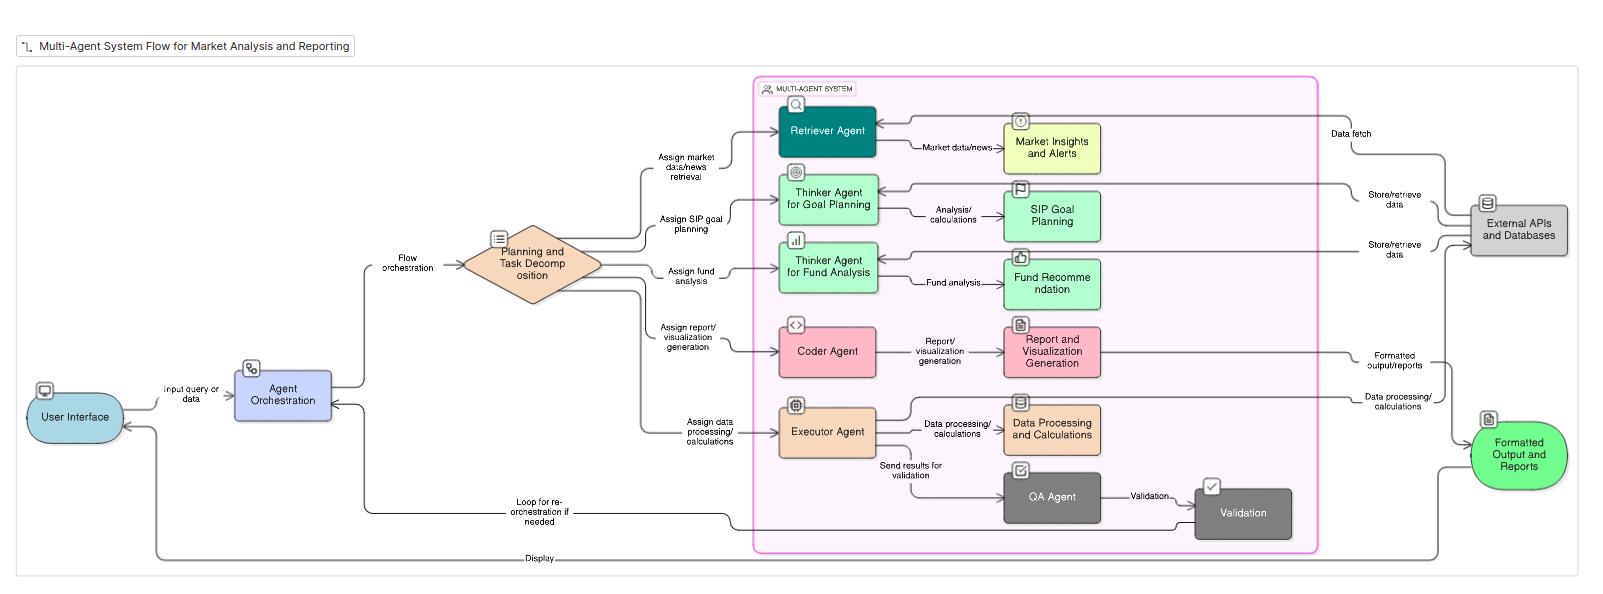 Multi-Agent System Flow for Market Analysis and Reporting
MULTI-AGENT SYSTEM
Retriever Agent
Market data/news
Market Insights
and Alerts
Data fetch
Assign market
data/news
retrieval
Thinker Agent
for Goal Planning
Analysis/
calculations
SIP Goal
Planning
Store/retrieve
data
Assign SIP goal
planning
External APIs
and Databases
Flow
orchestration
Planning and
Task Decomp
osition
Assign fund
analysis
Thinker Agent
for Fund Analysis
Fund analysis
Fund Recomme
ndation
Store/retrieve
data
Assign report/
visualization
generation
Coder Agent
Report/
visualization
generation
Report and
Visualization
Generation
Formatted
output/reports
User Interface
Input query or
data
Agent
Orchestration
Assign data
processing/
calculations
Executor Agent
Data processing/
calculations
Data Processing
and Calculations
Data processing/
calculations
Formatted
Output and
Reports
Send results for
validation
QA Agent
Validation
Validation
Loop for re-
orchestration if
needed
Display